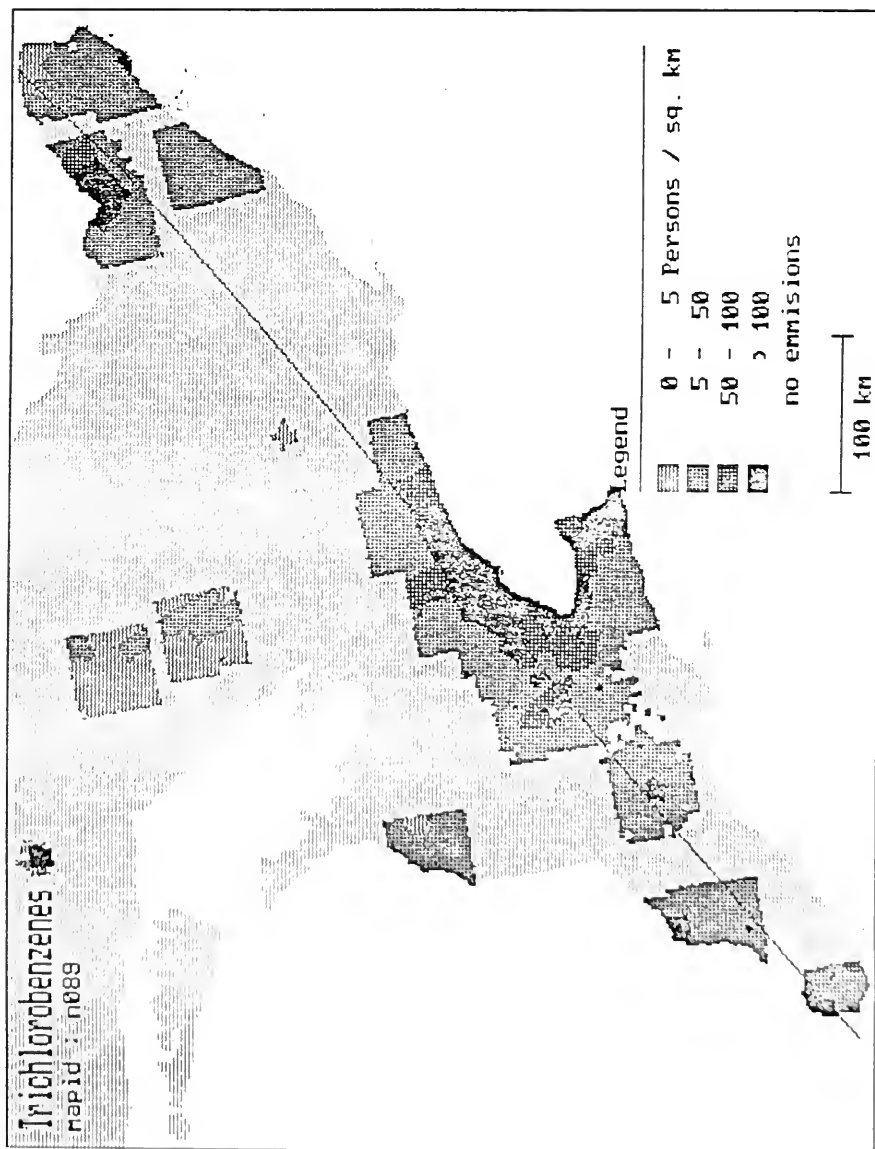 Trichlorobenzenes
mapid : n089
Legend
0 - 5 Persons / sq. km
5 - 50
50 - 100
> 100
no emmisions
100 km